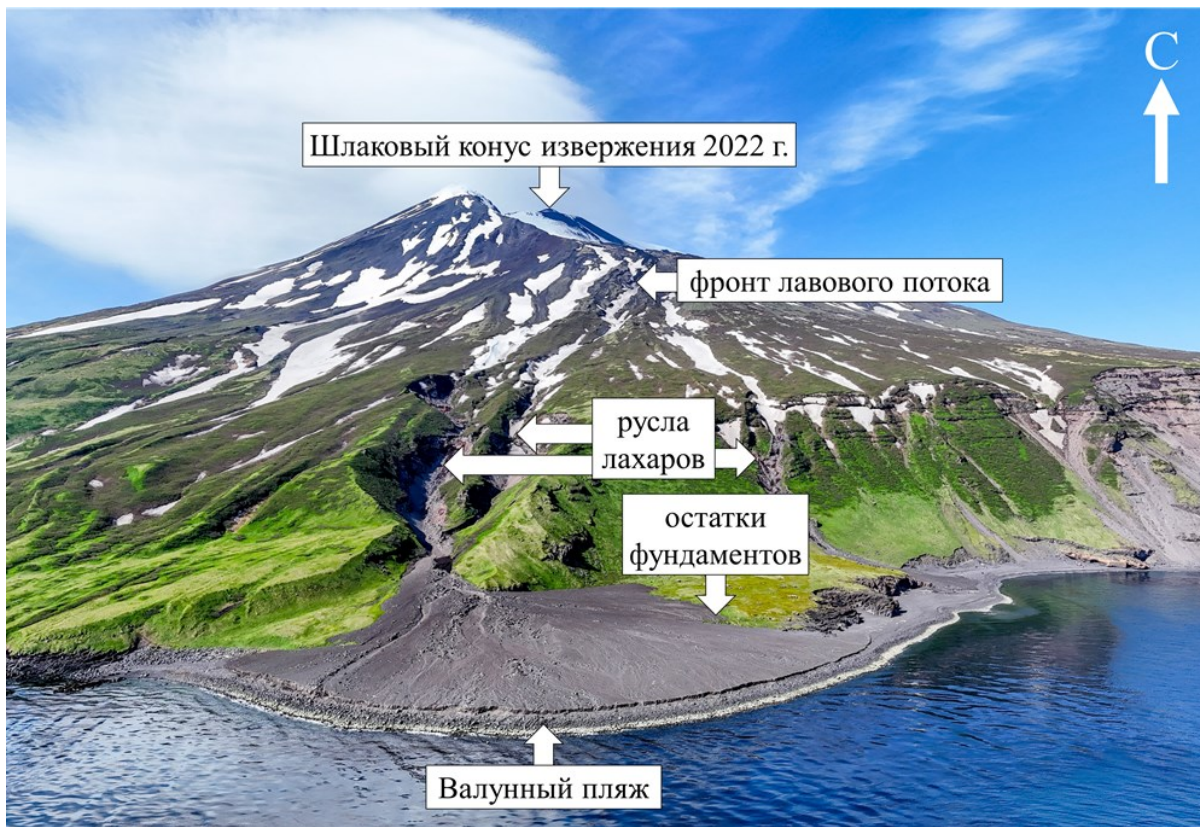 С
Шлаковый конус извержения 2022 г.
фронт лавового потока
русла
лахаров
остатки
фундаментов
Валунный пляж